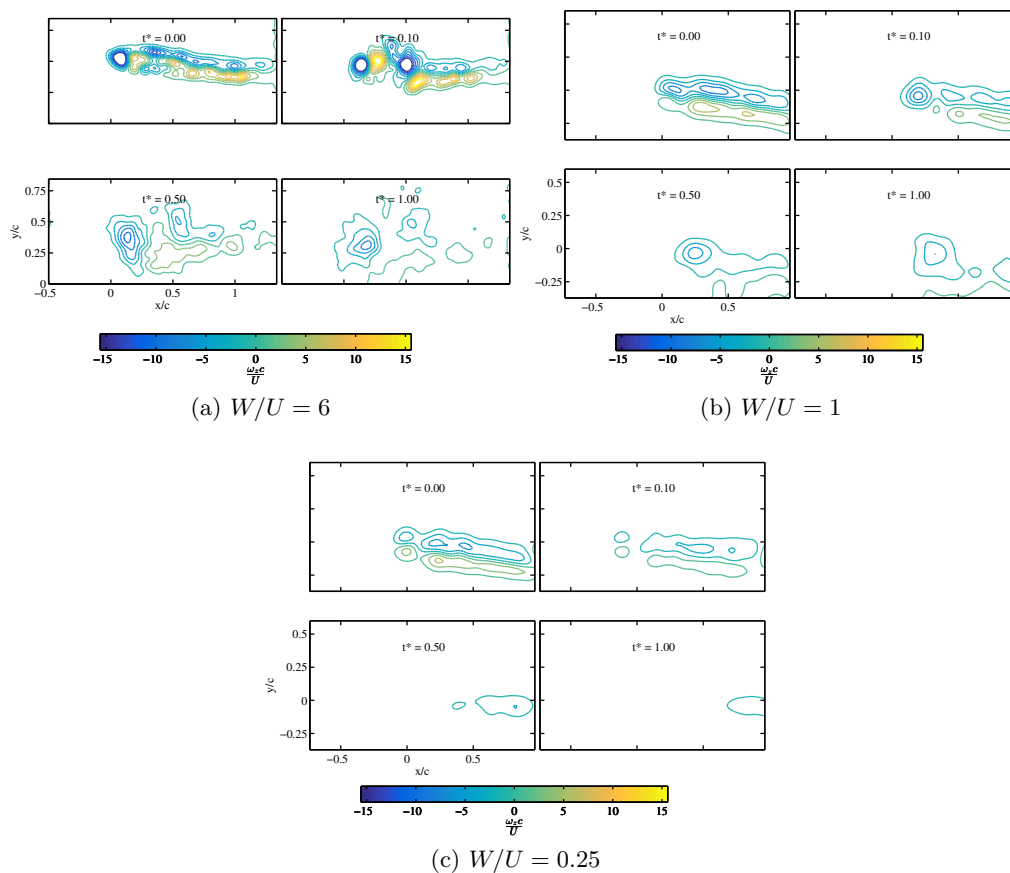 t* = 0.00
t* = 0.10
0.75
0.5
0.25
0
y/c
t* = 0.50
t* = 1.00
−0.5 0 0.5 1
x/c
−15 −10 −5 0 5 10 15
ω_z c
U
(a) W/U = 6
t* = 0.00
t* = 0.10
0.5
0.25
0
−0.25
y/c
t* = 0.50
t* = 1.00
−0.5 0 0.5
x/c
−15 −10 −5 0 5 10 15
ω_z c
U
(b) W/U = 1
t* = 0.00
t* = 0.10
0.5
0.25
0
−0.25
y/c
t* = 0.50
t* = 1.00
−0.5 0 0.5
x/c
−15 −10 −5 0 5 10 15
ω_z c
U
(c) W/U = 0.25